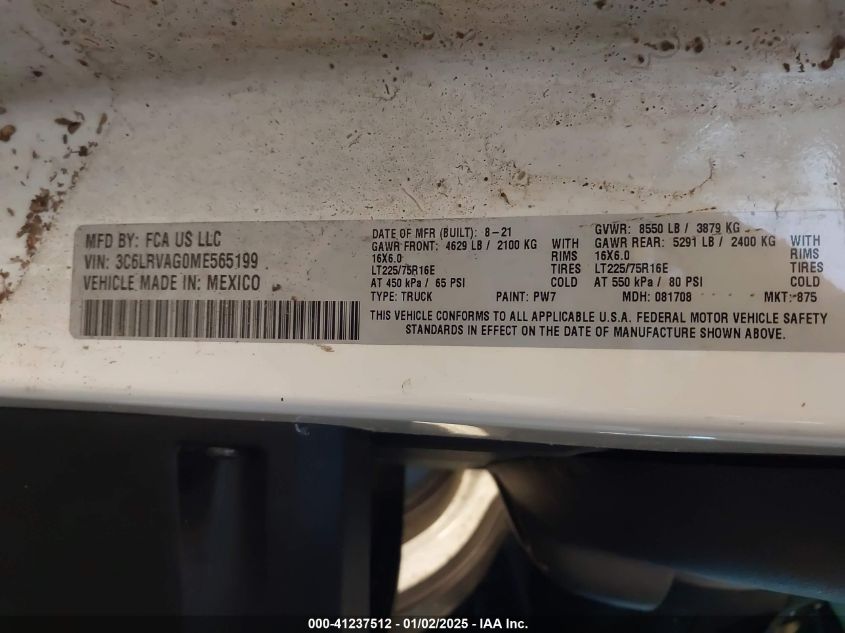 MFD BY: FCA US LLC
VIN: 3C6LRVAG0ME565199
VEHICLE MADE IN: MEXICO
DATE OF MFR (BUILT): 8-21
GAWR FRONT: 4629 LB / 2100 KG WITH
16X6.0 RIMS
LT225/75R16E TIRES
AT 450 kPa / 65 PSI COLD
GVWR: 8550 LB / 3879 KG
GAWR REAR: 5291 LB / 2400 KG WITH
16X6.0 RIMS
LT225/75R16E TIRES
AT 550 kPa / 80 PSI COLD
TYPE: TRUCK PAINT: PW7 MDH: 081708 MKT: 875
THIS VEHICLE CONFORMS TO ALL APPLICABLE U.S.A. FEDERAL MOTOR VEHICLE SAFETY
STANDARDS IN EFFECT ON THE DATE OF MANUFACTURE SHOWN ABOVE.
000-41237512 - 01/02/2025 - IAA Inc.